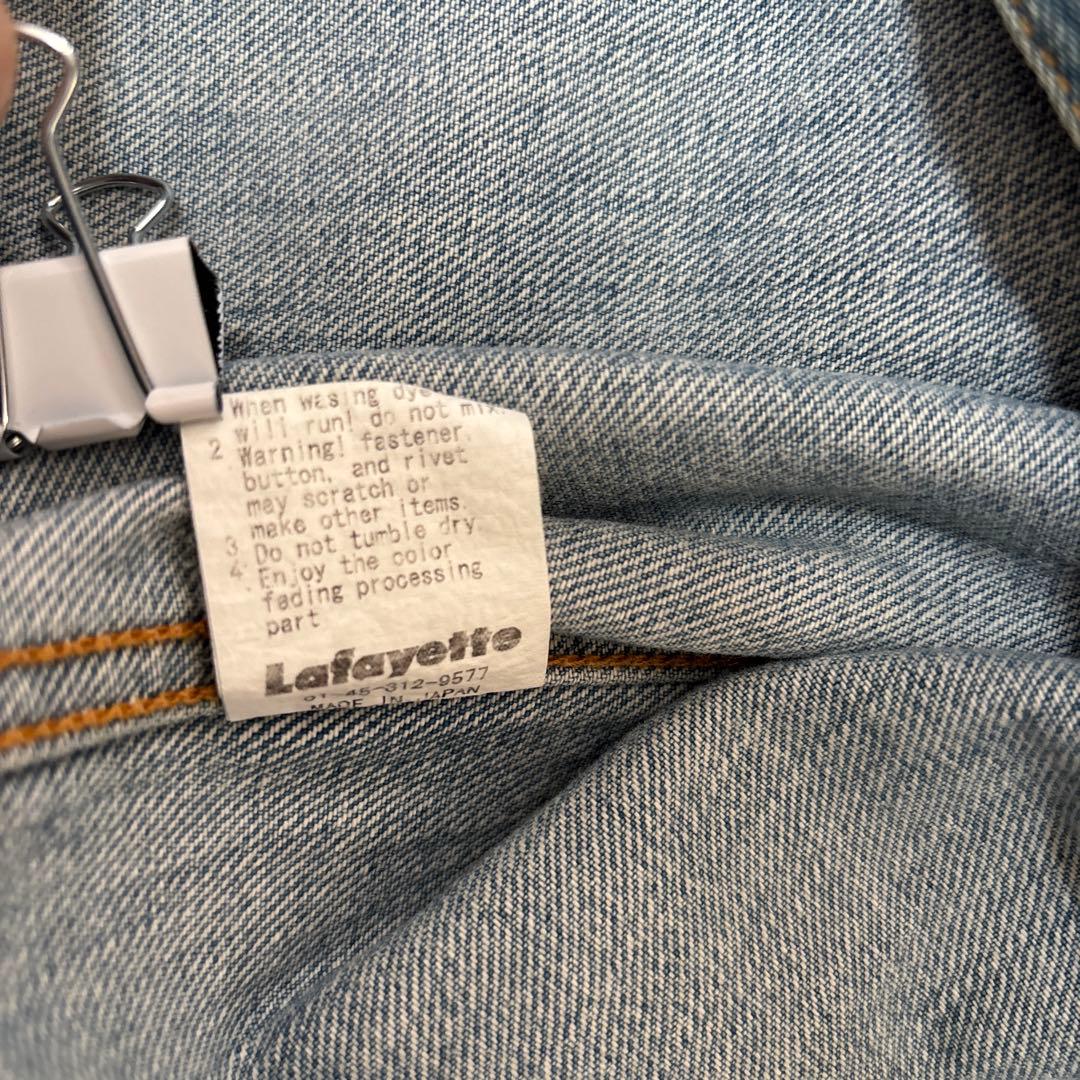 When wasing dye
will run! do not mix.
2 Warning! fastener,
button, and rivet
may scratch or
make other items.
3 Do not tumble dry
4 Enjoy the color
fading processing
part
Lafayette
81-45-312-9577
MADE IN JAPAN